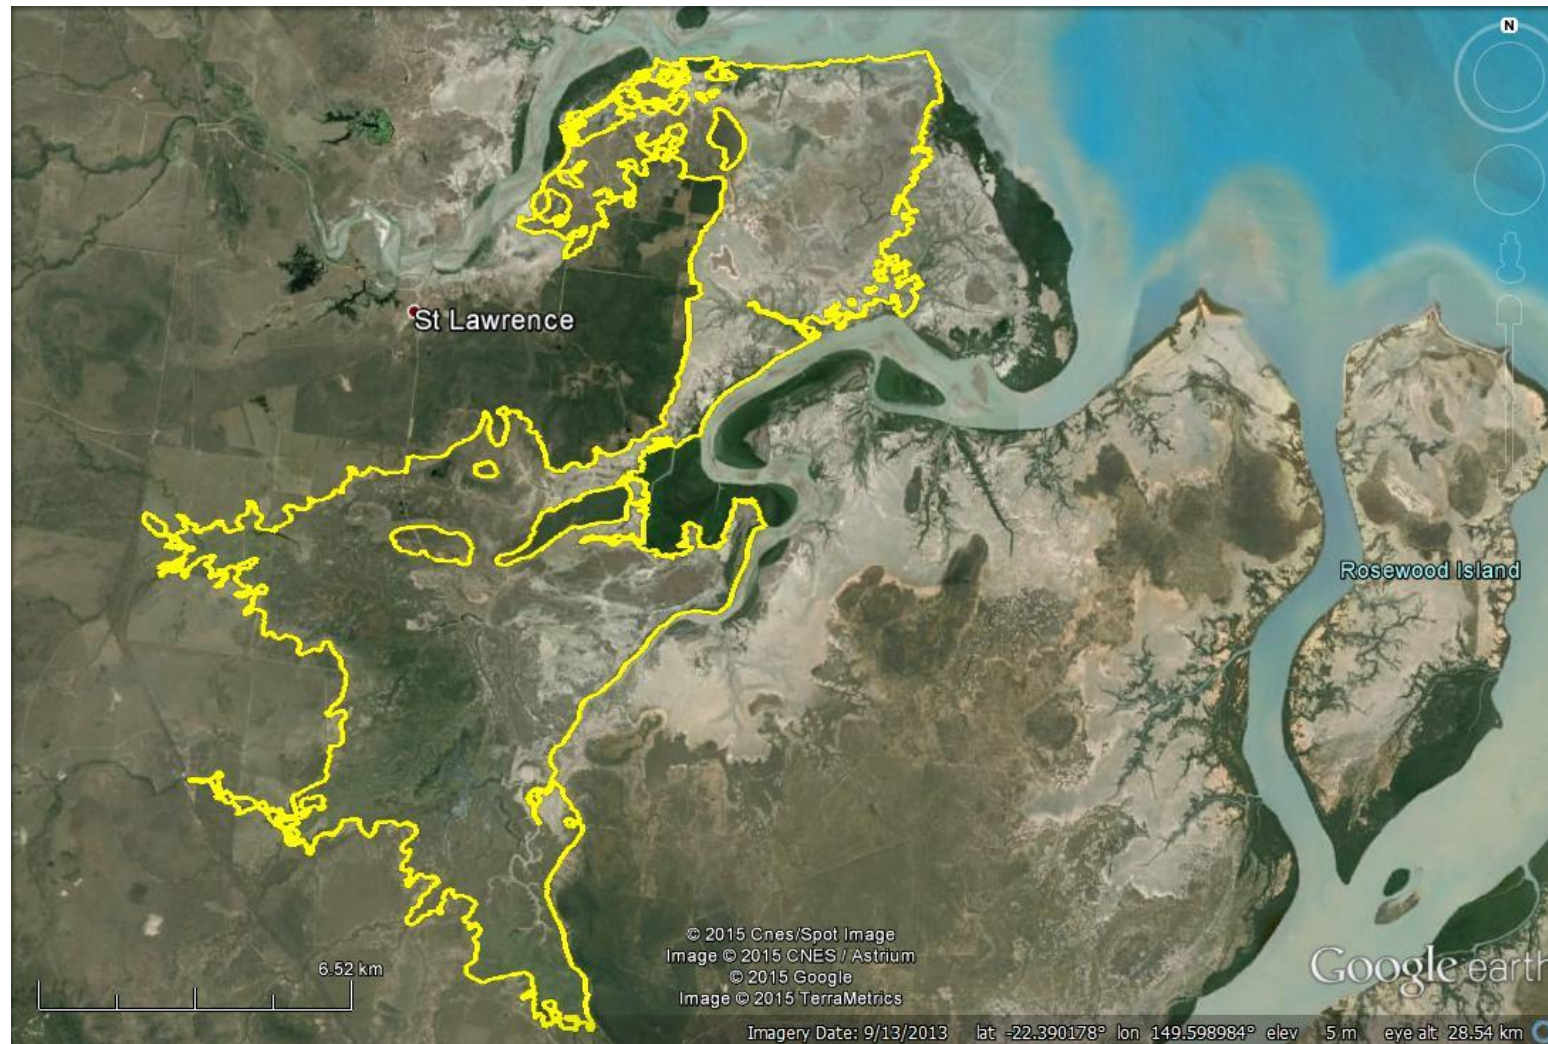 N
St Lawrence
Rosewood Island
6.52 km
© 2015 Cnes/Spot Image
Image © 2015 CNES / Astrium
© 2015 Google
Image © 2015 TerraMetrics
Google earth
Imagery Date: 9/13/2013 lat -22.390178° lon 149.598984° elev 5 m eye alt 28.54 km